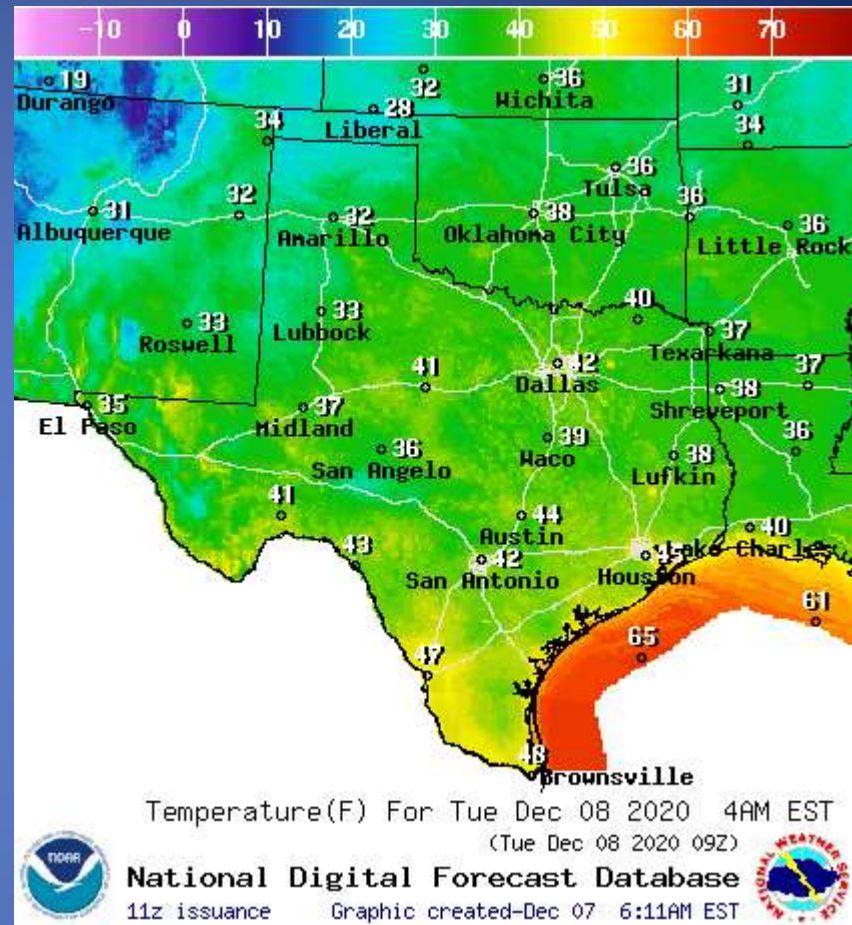 -10 0 10 20 30 40 50 60 70
19
Durango
32
36
Wichita
31
28
Liberal
34
34
36
Tulsa
31
Albuquerque
32
32
Amarillo
38
Oklahoma City
36
36
Little Rock
33
Roswell
33
Lubbock
40
37
Texarkana
42
Dallas
41
38
Shreveport
37
35
El Paso
37
Midland
36
San Angelo
39
Waco
38
Lufkin
36
41
44
Austin
40
Lake Charles
43
42
San Antonio
Houston
61
65
47
48
Brownsville
Temperature(F) For Tue Dec 08 2020 4AM EST
(Tue Dec 08 2020 09Z)
NOAA
National Digital Forecast Database
11z issuance Graphic created-Dec 07 6:11AM EST
NATIONAL WEATHER SERVICE